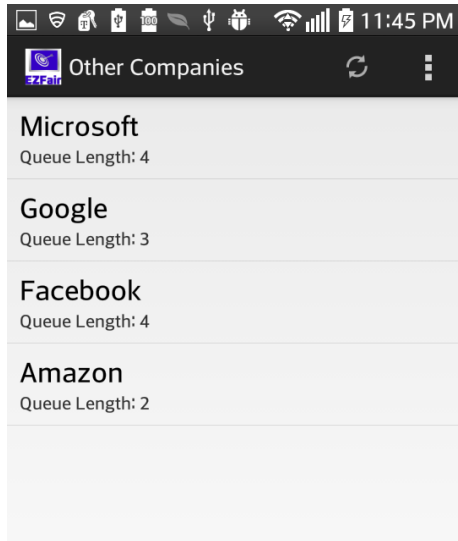 100
11:45 PM
EZFair
Other Companies
Microsoft
Queue Length: 4
Google
Queue Length: 3
Facebook
Queue Length: 4
Amazon
Queue Length: 2